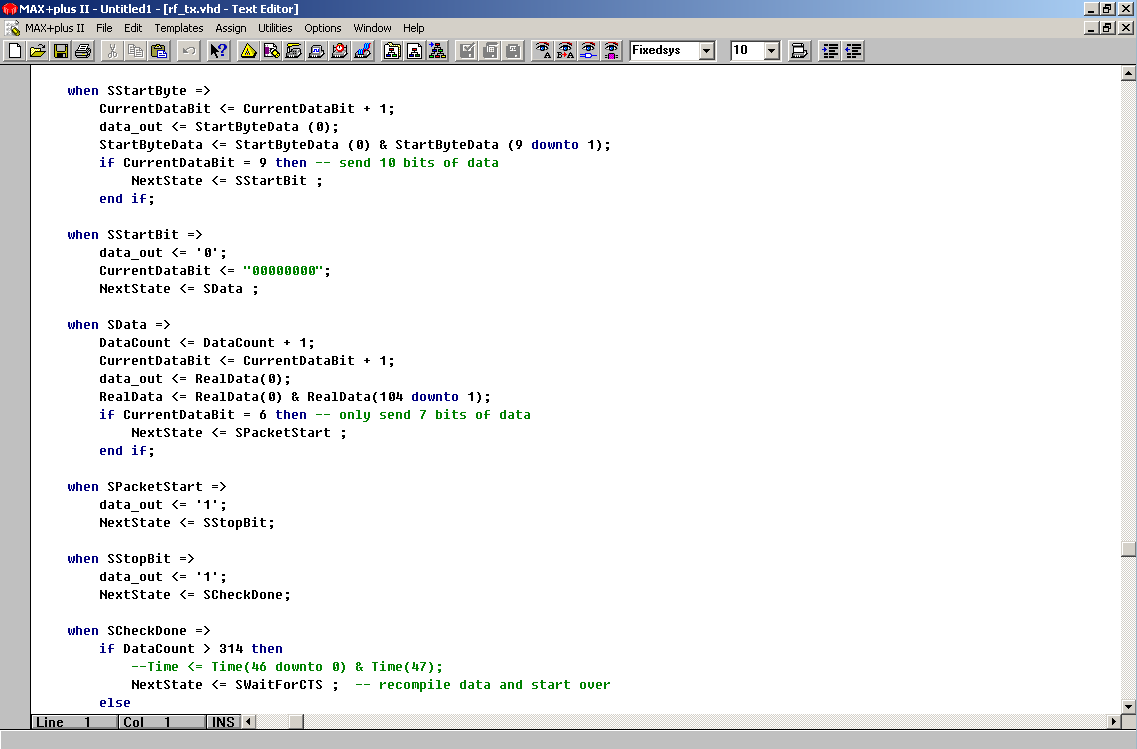 MAX+plus II - Untitled1 - [rf_tx.vhd - Text Editor]
MAX+plus II File Edit Templates Assign Utilities Options Window Help
Fixedsys 10
when SStartByte =>
CurrentDataBit <= CurrentDataBit + 1;
data_out <= StartByteData (0);
StartByteData <= StartByteData (0) & StartByteData (9 downto 1);
if CurrentDataBit = 9 then -- send 10 bits of data
NextState <= SStartBit ;
end if;
when SStartBit =>
data_out <= '0';
CurrentDataBit <= "00000000";
NextState <= SData ;
when SData =>
DataCount <= DataCount + 1;
CurrentDataBit <= CurrentDataBit + 1;
data_out <= RealData(0);
RealData <= RealData(0) & RealData(104 downto 1);
if CurrentDataBit = 6 then -- only send 7 bits of data
NextState <= SPacketStart ;
end if;
when SPacketStart =>
data_out <= '1';
NextState <= SStopBit;
when SStopBit =>
data_out <= '1';
NextState <= SCheckDone;
when SCheckDone =>
if DataCount > 314 then
--Time <= Time(46 downto 0) & Time(47);
NextState <= SWaitForCTS ; -- recompile data and start over
else
Line 1 Col 1 INS